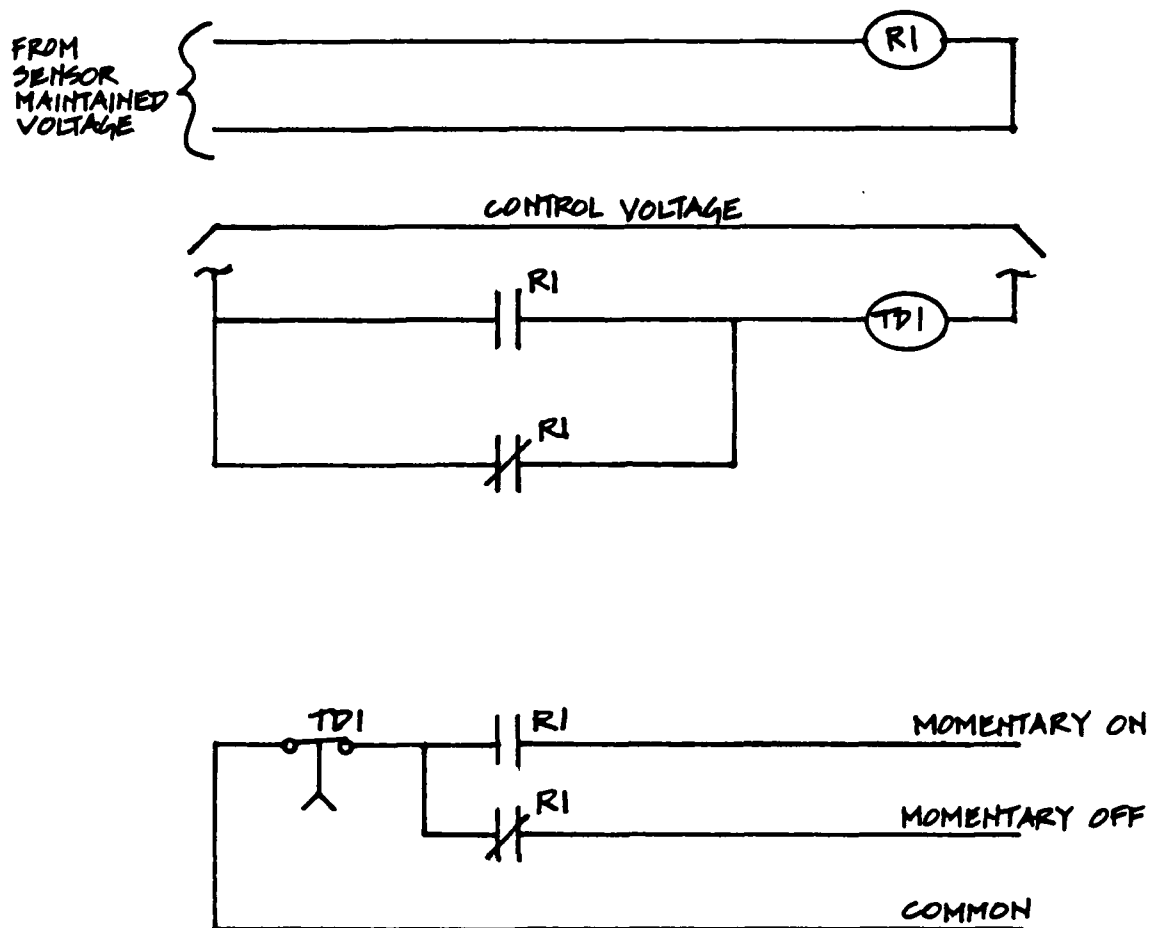 FROM
SENSOR
MAINTAINED
VOLTAGE
R1
CONTROL VOLTAGE
R1
TD1
R1
TD1
R1
MOMENTARY ON
R1
MOMENTARY OFF
COMMON